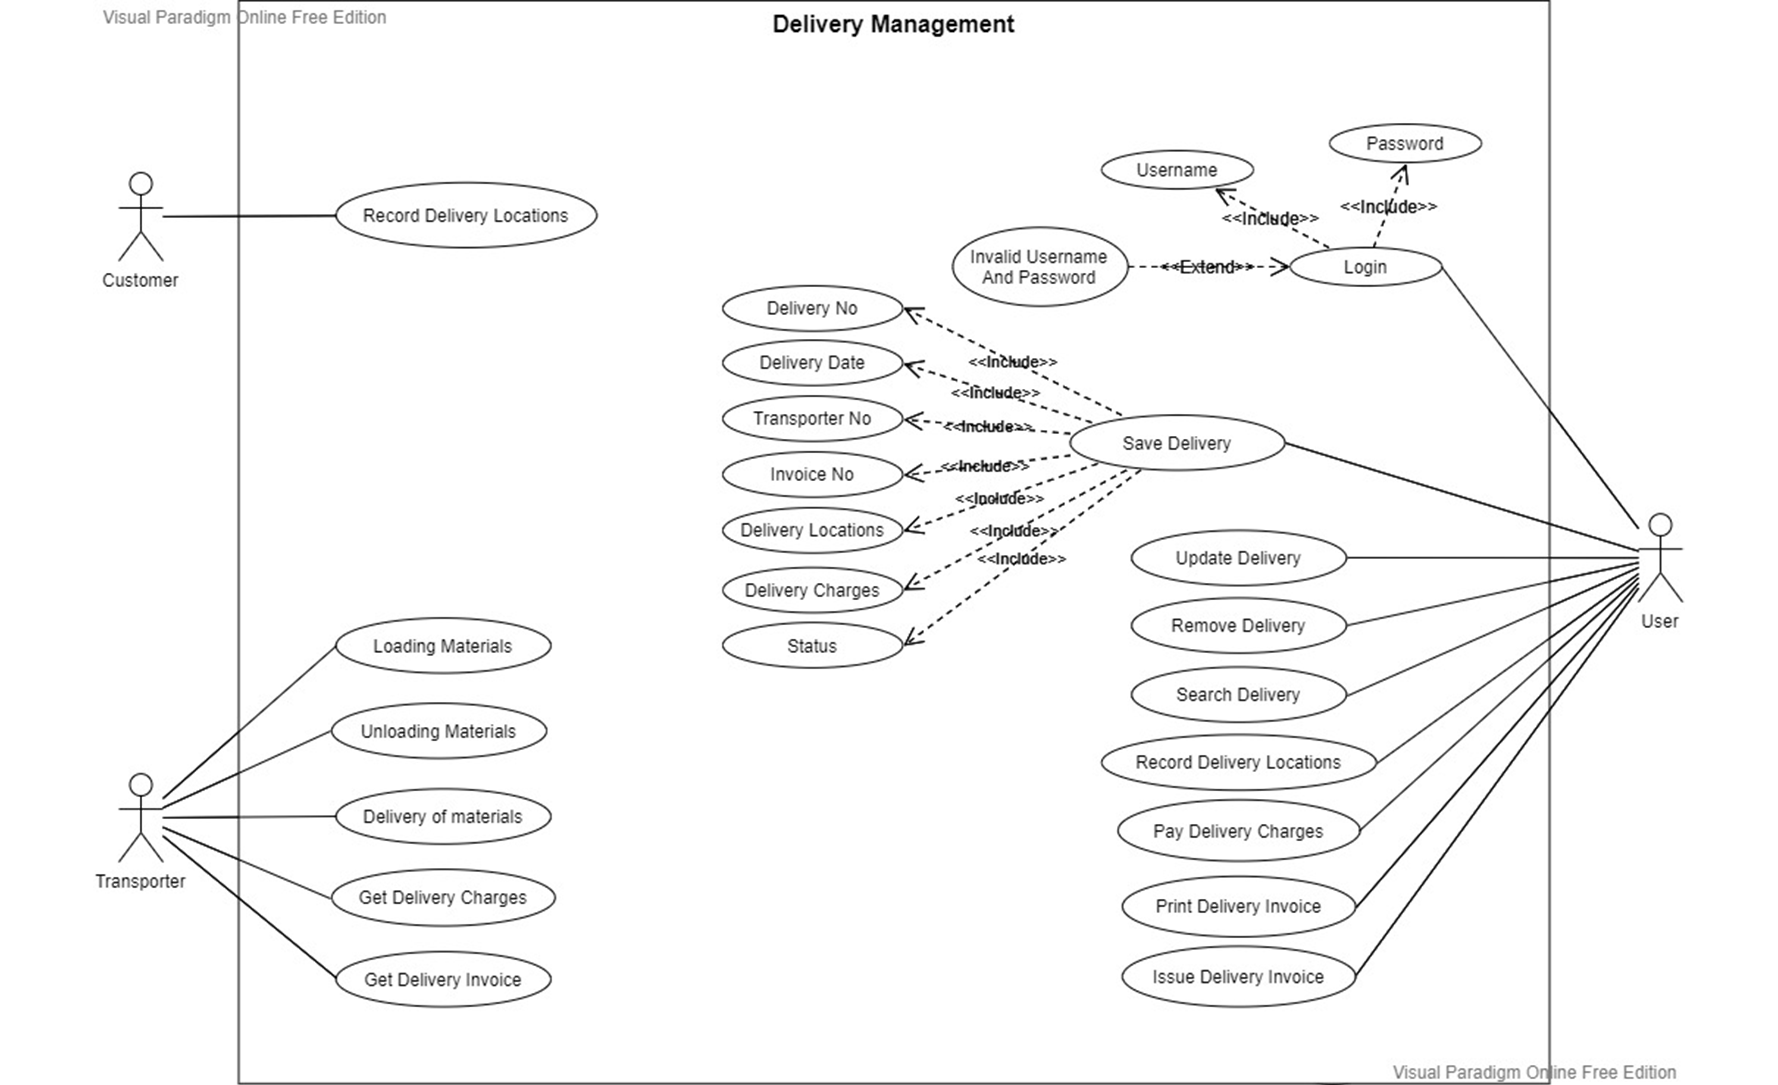 Visual Paradigm Online Free Edition
Delivery Management
Password
Username
<<Include>>
<<Include>>
Invalid Username
And Password
<<Extend>>
Login
Record Delivery Locations
Customer
Delivery No
Delivery Date
Transporter No
Invoice No
Delivery Locations
Delivery Charges
Status
<<Include>>
<<Include>>
<<Include>>
<<Include>>
<<Include>>
<<Include>>
<<Include>>
Save Delivery
Update Delivery
Remove Delivery
Search Delivery
Record Delivery Locations
Pay Delivery Charges
Print Delivery Invoice
Issue Delivery Invoice
User
Loading Materials
Unloading Materials
Delivery of materials
Get Delivery Charges
Get Delivery Invoice
Transporter
Visual Paradigm Online Free Edition